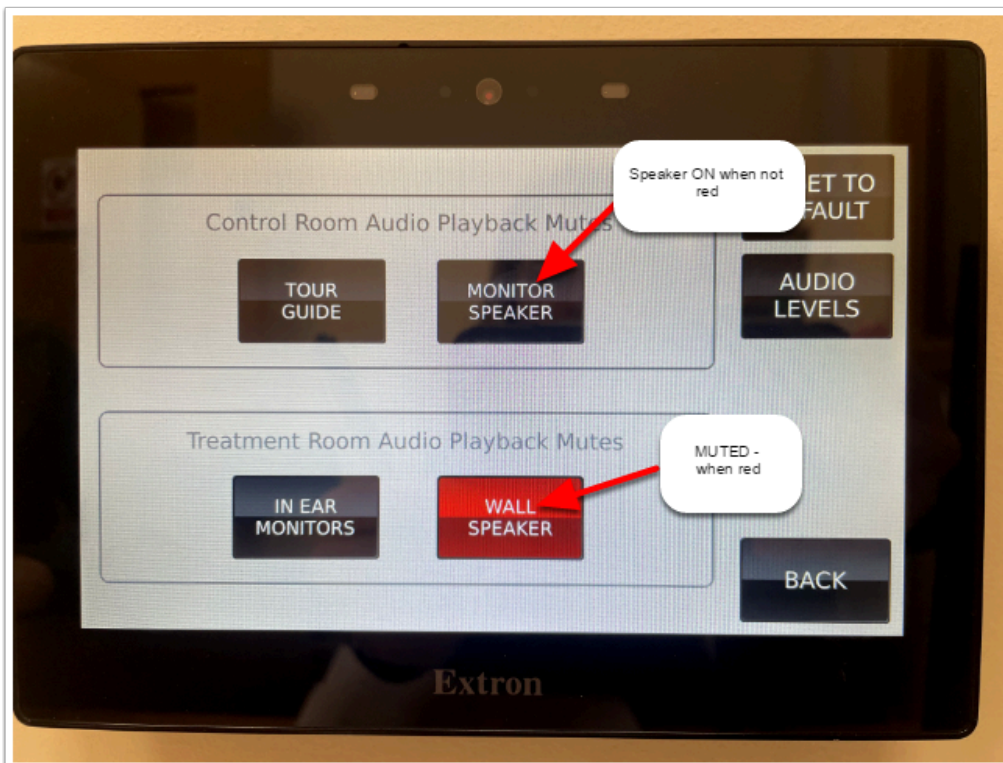 Speaker ON when not
red
ET TO
FAULT
Control Room Audio Playback Mutes
TOUR
GUIDE
MONITOR
SPEAKER
AUDIO
LEVELS
Treatment Room Audio Playback Mutes
MUTED -
when red
IN EAR
MONITORS
WALL
SPEAKER
BACK
Extron